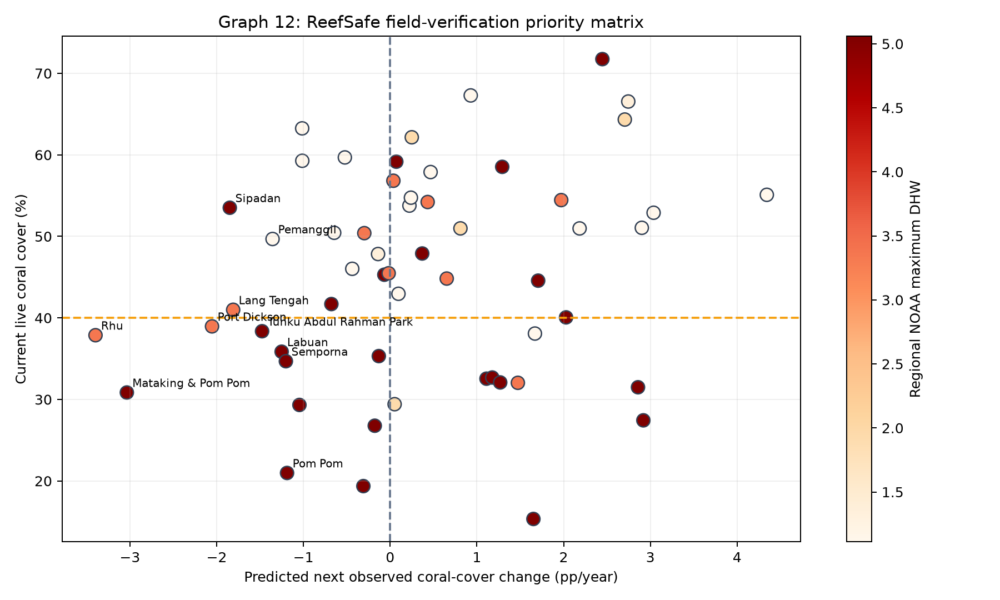 Graph 12: ReefSafe field-verification priority matrix
70
60
50
40
30
20
Current live coral cover (%)
Sipadan
Pemanggil
Lang Tengah
Port Dickson
Tunku Abdul Rahman Park
Rhu
Labuan
Semporna
Mataking & Pom Pom
Pom Pom
−3
−2
−1
0
1
2
3
4
Predicted next observed coral-cover change (pp/year)
5.0
4.5
4.0
3.5
3.0
2.5
2.0
1.5
Regional NOAA maximum DHW